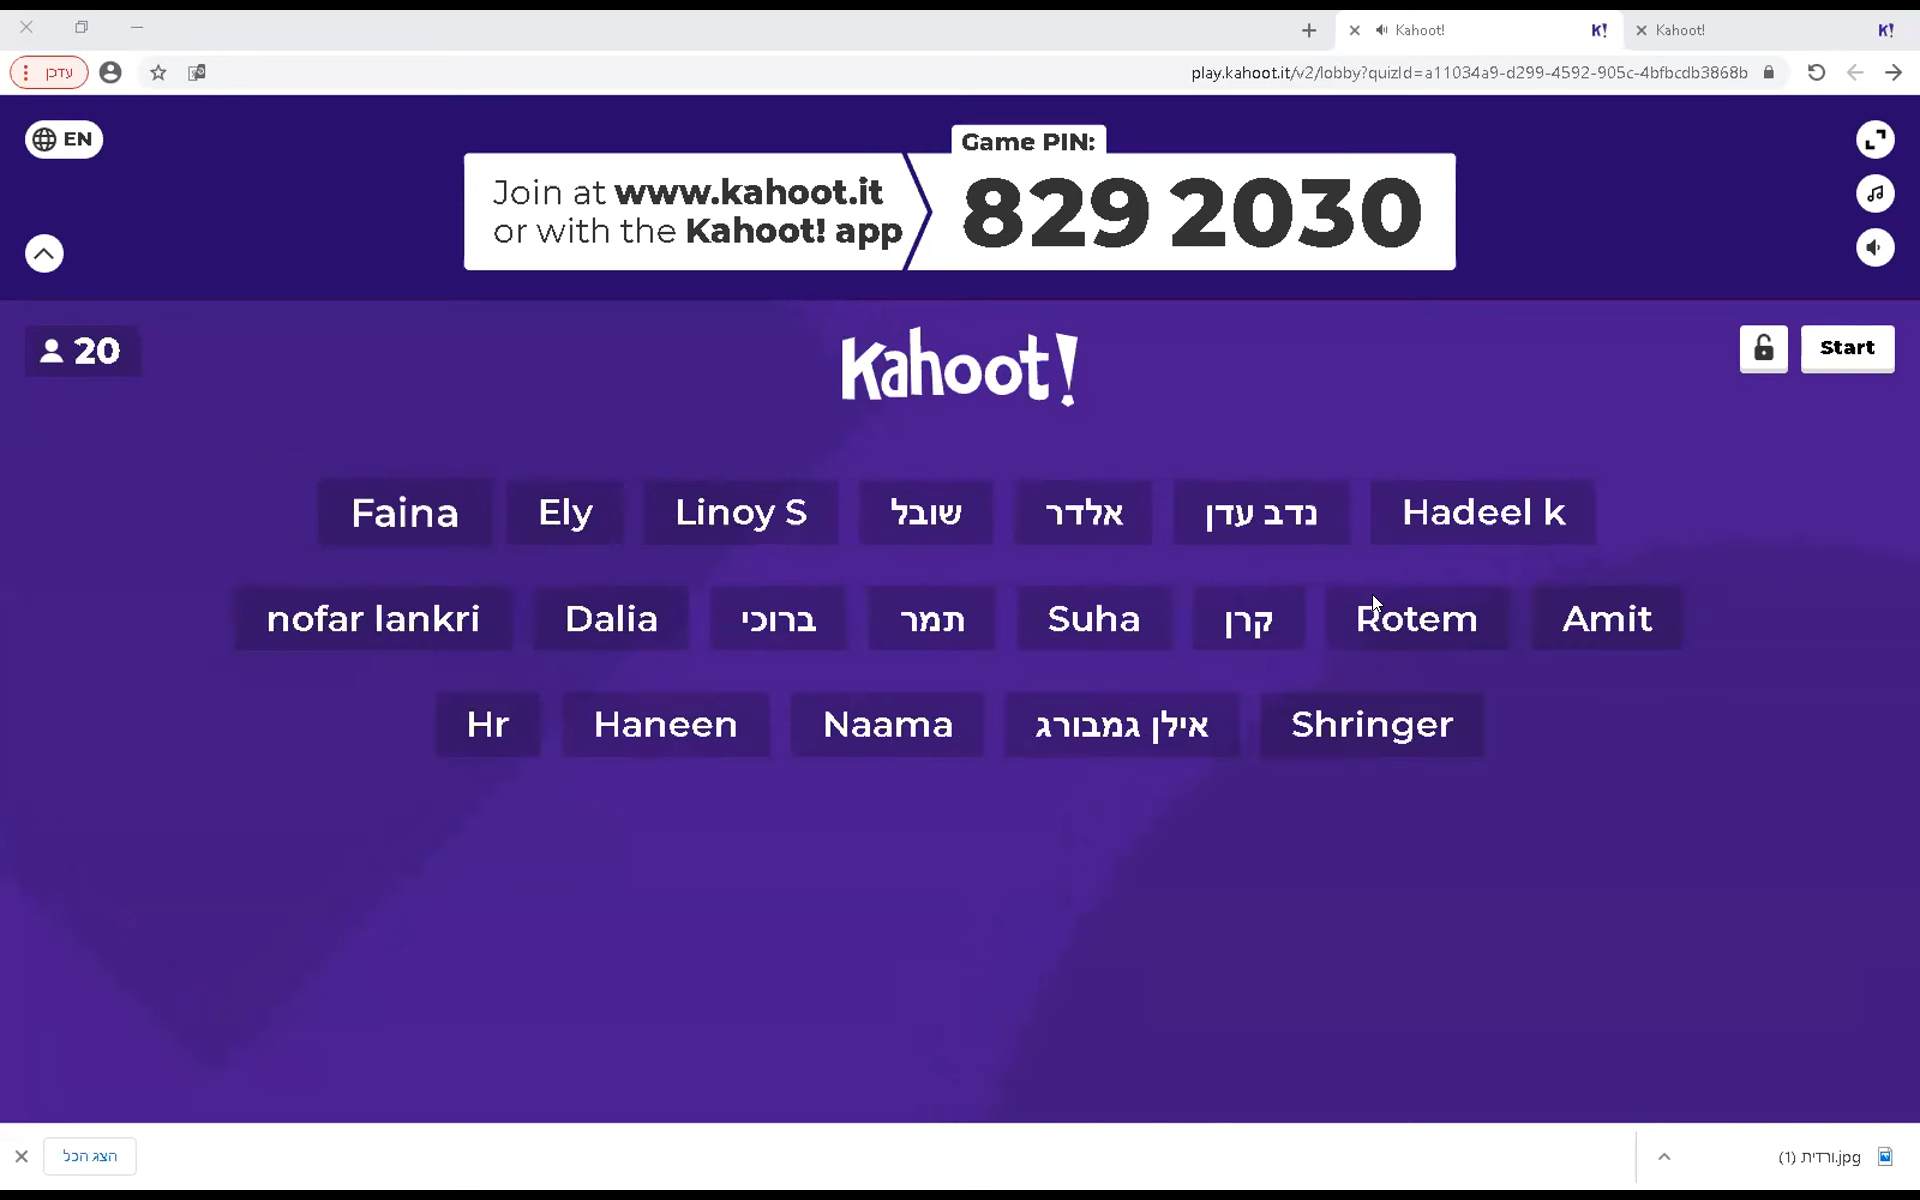 Kahoot!
Kahoot!
עדכן
play.kahoot.it/v2/lobby?quizId=a11034a9-d299-4592-905c-4bfbcdb3868b
EN
Game PIN:
Join at www.kahoot.it
or with the Kahoot! app
829 2030
20
Kahoot!
Start
Faina
Ely
Linoy S
שובל
אלדר
נדב עדן
Hadeel k
nofar lankri
Dalia
ברוכי
תמר
Suha
קרן
Rotem
Amit
Hr
Haneen
Naama
אילן גמבורג
Shringer
הצג הכל
ורדית (1).jpg